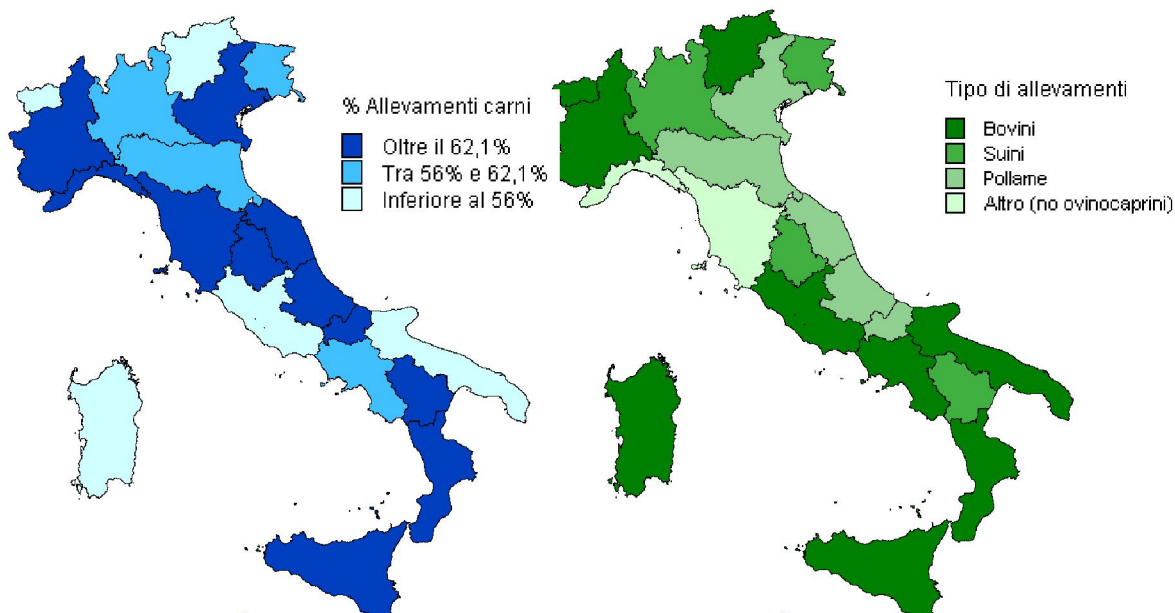 % Allevamenti carni
Oltre il 62,1%
Tra 56% e 62,1%
Inferiore al 56%
Tipo di allevamenti
Bovini
Suini
Pollame
Altro (no ovinocaprini)